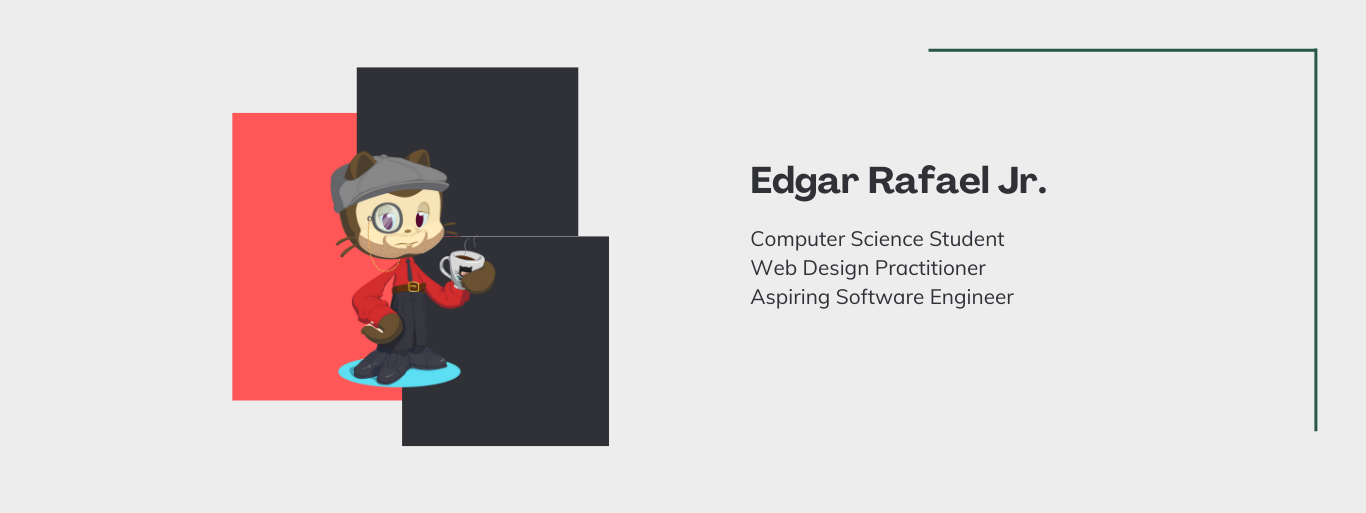 Edgar Rafael Jr.
Computer Science Student
Web Design Practitioner
Aspiring Software Engineer